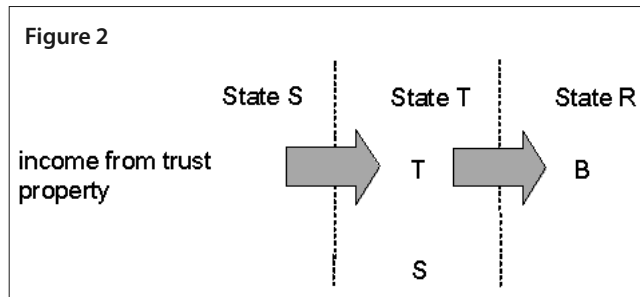 Figure 2
State S State T State R
income from trust
property
T B
S